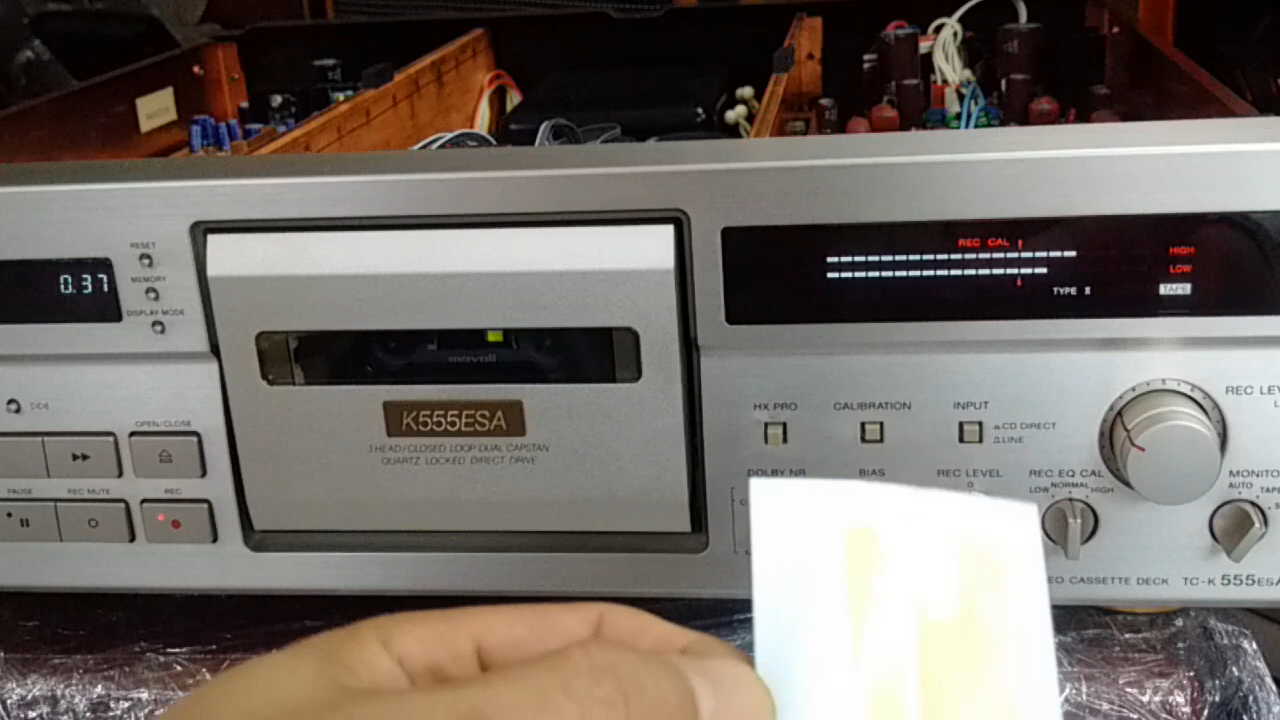 RESET
0.37
MEMORY
DISPLAY MODE
SIDE
OPEN/CLOSE
PAUSE
REC MUTE
REC
maxell
K555ESA
3 HEAD/CLOSED LOOP DUAL CAPSTAN
QUARTZ LOCKED DIRECT DRIVE
REC CAL
HIGH
LOW
TYPE II
TAPE
HX PRO
CALIBRATION
INPUT
CD DIRECT
LINE
DOLBY NR
BIAS
REC LEVEL
REC EQ CAL
LOW NORMAL HIGH
REC LEV
MONITO
AUTO TAPE
EO CASSETTE DECK TC-K 555ESA